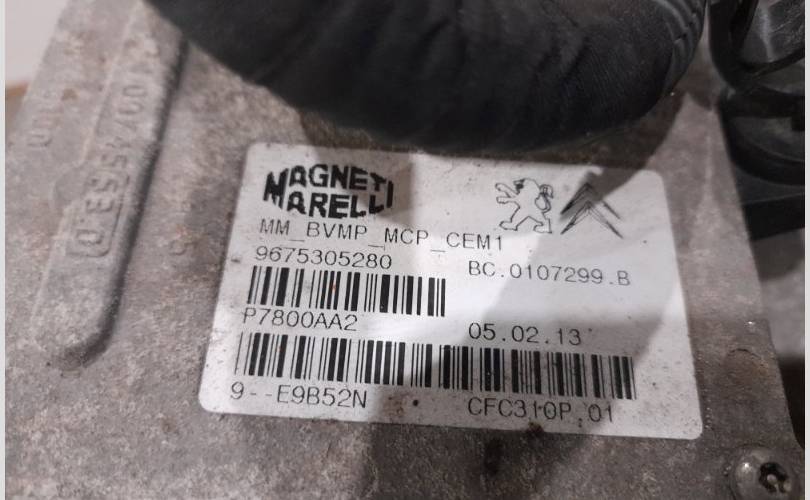 MAGNETI
MARELLI
MM_BVMP_MCP_CEM1
9675305280
BC.0107299.B
P7800AA2
05.02.13
9--E9B52N
CFC310P.01